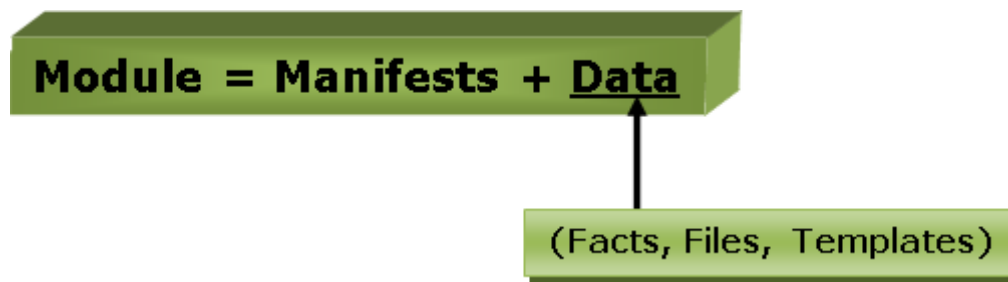 Module = Manifests + Data
(Facts, Files, Templates)